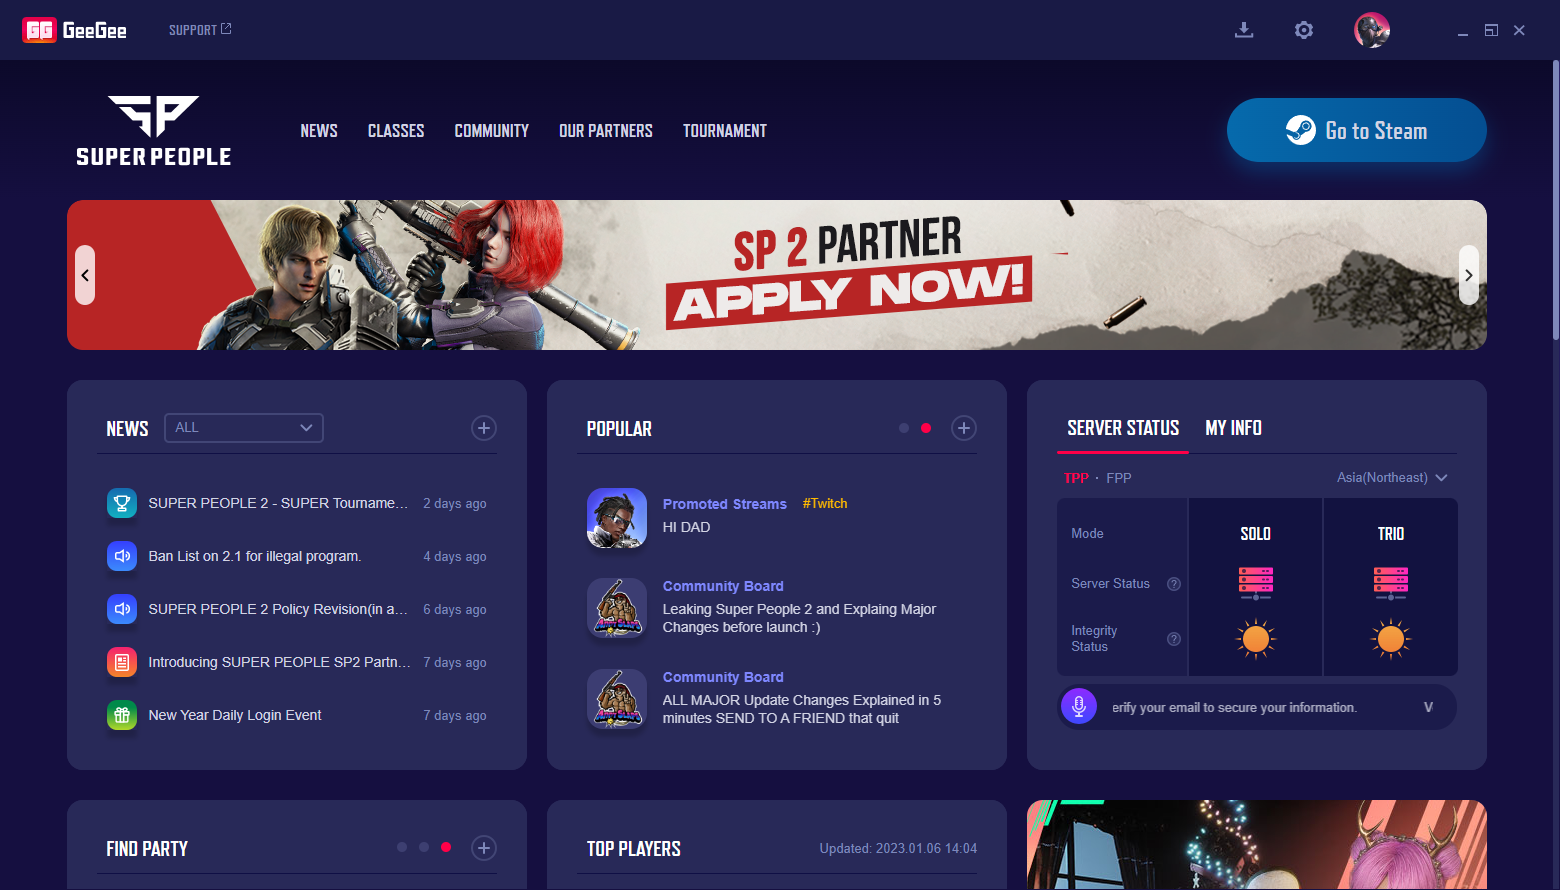 GG GeeGee
SUPPORT
SP
SUPER PEOPLE
NEWS
CLASSES
COMMUNITY
OUR PARTNERS
TOURNAMENT
Go to Steam
SP 2 PARTNER
APPLY NOW!
NEWS
ALL
SUPER PEOPLE 2 - SUPER Tourname... 2 days ago
Ban List on 2.1 for illegal program. 4 days ago
SUPER PEOPLE 2 Policy Revision(in a... 6 days ago
Introducing SUPER PEOPLE SP2 Partn... 7 days ago
New Year Daily Login Event 7 days ago
POPULAR
Promoted Streams #Twitch
HI DAD
Community Board
Leaking Super People 2 and Explaing Major
Changes before launch :)
Community Board
ALL MAJOR Update Changes Explained in 5
minutes SEND TO A FRIEND that quit
SERVER STATUS
MY INFO
TPP · FPP
Asia(Northeast)
Mode SOLO TRIO
Server Status ?
Integrity
Status ?
erify your email to secure your information. V
FIND PARTY
TOP PLAYERS
Updated: 2023.01.06 14:04